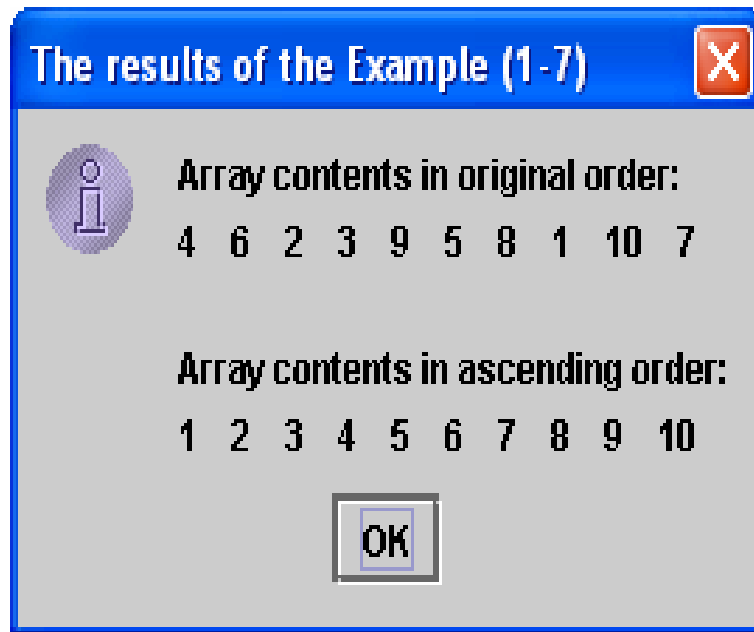 The results of the Example (1-7)
Array contents in original order:
4 6 2 3 9 5 8 1 10 7
Array contents in ascending order:
1 2 3 4 5 6 7 8 9 10
OK